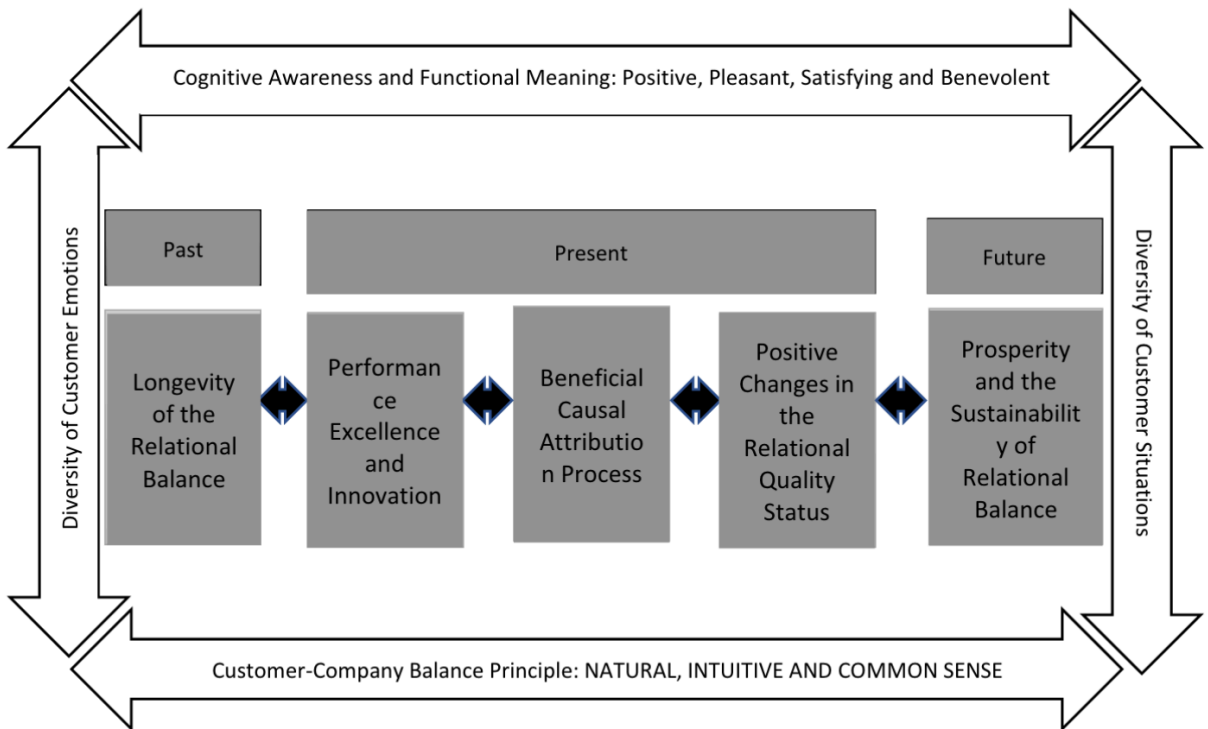 Cognitive Awareness and Functional Meaning: Positive, Pleasant, Satisfying and Benevolent
Diversity of Customer Emotions
Past
Present
Future
Diversity of Customer Situations
Longevity
of the
Relational
Balance
Performan
ce
Excellence
and
Innovation
Beneficial
Causal
Attributio
n Process
Positive
Changes in
the
Relational
Quality
Status
Prosperity
and the
Sustainabilit
y of
Relational
Balance
Customer-Company Balance Principle: NATURAL, INTUITIVE AND COMMON SENSE